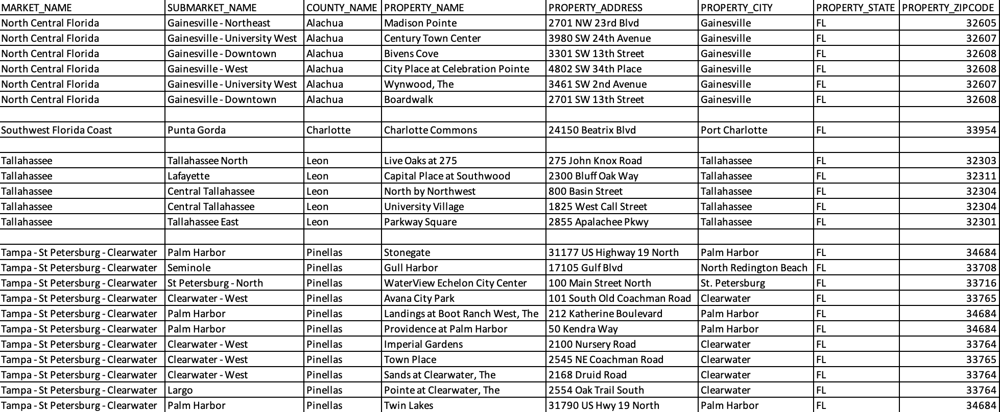 MARKET_NAME SUBMARKET_NAME COUNTY_NAME PROPERTY_NAME PROPERTY_ADDRESS PROPERTY_CITY PROPERTY_STATE PROPERTY_ZIPCODE
North Central Florida Gainesville - Northeast Alachua Madison Pointe 2701 NW 23rd Blvd Gainesville FL 32605
North Central Florida Gainesville - University West Alachua Century Town Center 3980 SW 24th Avenue Gainesville FL 32607
North Central Florida Gainesville - Downtown Alachua Bivens Cove 3301 SW 13th Street Gainesville FL 32608
North Central Florida Gainesville - West Alachua City Place at Celebration Pointe 4802 SW 34th Place Gainesville FL 32608
North Central Florida Gainesville - University West Alachua Wynwood, The 3461 SW 2nd Avenue Gainesville FL 32607
North Central Florida Gainesville - Downtown Alachua Boardwalk 2701 SW 13th Street Gainesville FL 32608
Southwest Florida Coast Punta Gorda Charlotte Charlotte Commons 24150 Beatrix Blvd Port Charlotte FL 33954
Tallahassee Tallahassee North Leon Live Oaks at 275 275 John Knox Road Tallahassee FL 32303
Tallahassee Lafayette Leon Capital Place at Southwood 2300 Bluff Oak Way Tallahassee FL 32311
Tallahassee Central Tallahassee Leon North by Northwest 800 Basin Street Tallahassee FL 32304
Tallahassee Central Tallahassee Leon University Village 1825 West Call Street Tallahassee FL 32304
Tallahassee Tallahassee East Leon Parkway Square 2855 Apalachee Pkwy Tallahassee FL 32301
Tampa - St Petersburg - Clearwater Palm Harbor Pinellas Stonegate 31177 US Highway 19 North Palm Harbor FL 34684
Tampa - St Petersburg - Clearwater Seminole Pinellas Gull Harbor 17105 Gulf Blvd North Redington Beach FL 33708
Tampa - St Petersburg - Clearwater St Petersburg - North Pinellas WaterView Echelon City Center 100 Main Street North St. Petersburg FL 33716
Tampa - St Petersburg - Clearwater Clearwater - West Pinellas Avana City Park 101 South Old Coachman Road Clearwater FL 33765
Tampa - St Petersburg - Clearwater Palm Harbor Pinellas Landings at Boot Ranch West, The 212 Katherine Boulevard Palm Harbor FL 34684
Tampa - St Petersburg - Clearwater Palm Harbor Pinellas Providence at Palm Harbor 50 Kendra Way Palm Harbor FL 34684
Tampa - St Petersburg - Clearwater Clearwater - West Pinellas Imperial Gardens 2100 Nursery Road Clearwater FL 33764
Tampa - St Petersburg - Clearwater Clearwater - West Pinellas Town Place 2545 NE Coachman Road Clearwater FL 33765
Tampa - St Petersburg - Clearwater Clearwater - West Pinellas Sands at Clearwater, The 2168 Druid Road Clearwater FL 33764
Tampa - St Petersburg - Clearwater Largo Pinellas Pointe at Clearwater, The 2554 Oak Trail South Clearwater FL 33764
Tampa - St Petersburg - Clearwater Palm Harbor Pinellas Twin Lakes 31790 US Hwy 19 North Palm Harbor FL 34684